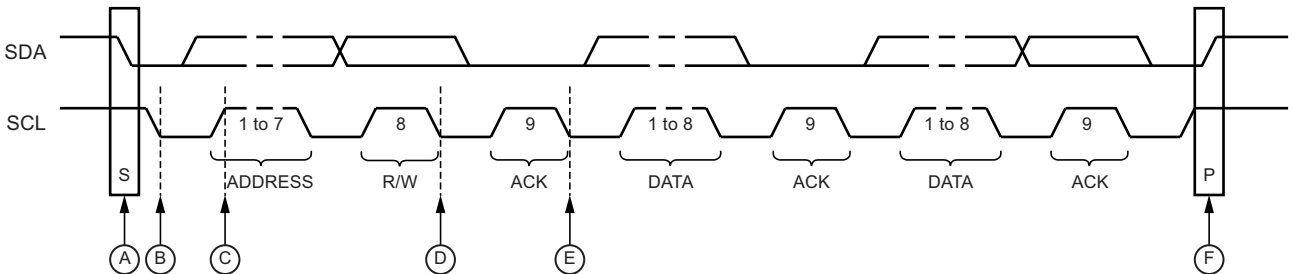 SDA
SCL
1 to 7 8 9 1 to 8 9 1 to 8 9
S ADDRESS R/W ACK DATA ACK DATA ACK P
A B C D E F